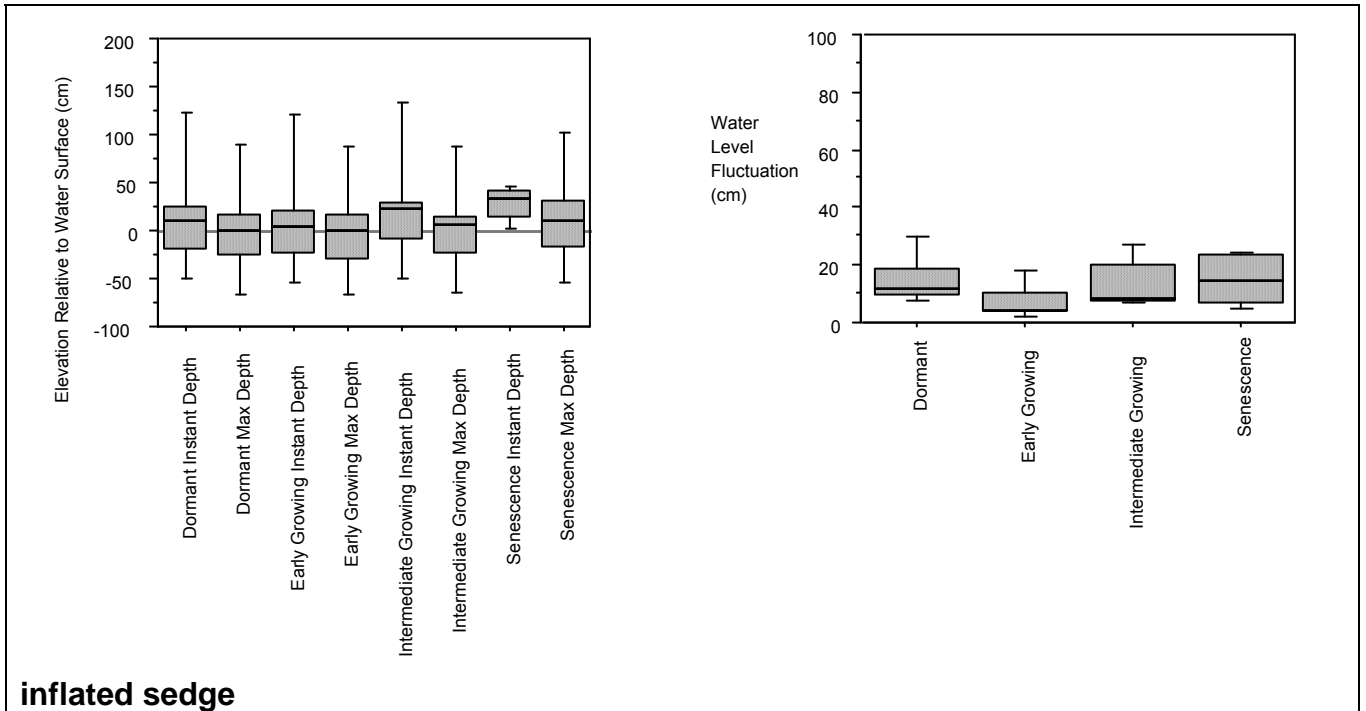 Elevation Relative to Water Surface (cm)
200
150
100
50
0
-50
-100
Dormant Instant Depth
Dormant Max Depth
Early Growing Instant Depth
Early Growing Max Depth
Intermediate Growing Instant Depth
Intermediate Growing Max Depth
Senescence Instant Depth
Senescence Max Depth
Water
Level
Fluctuation
(cm)
100
80
60
40
20
0
Dormant
Early Growing
Intermediate Growing
Senescence
inflated sedge